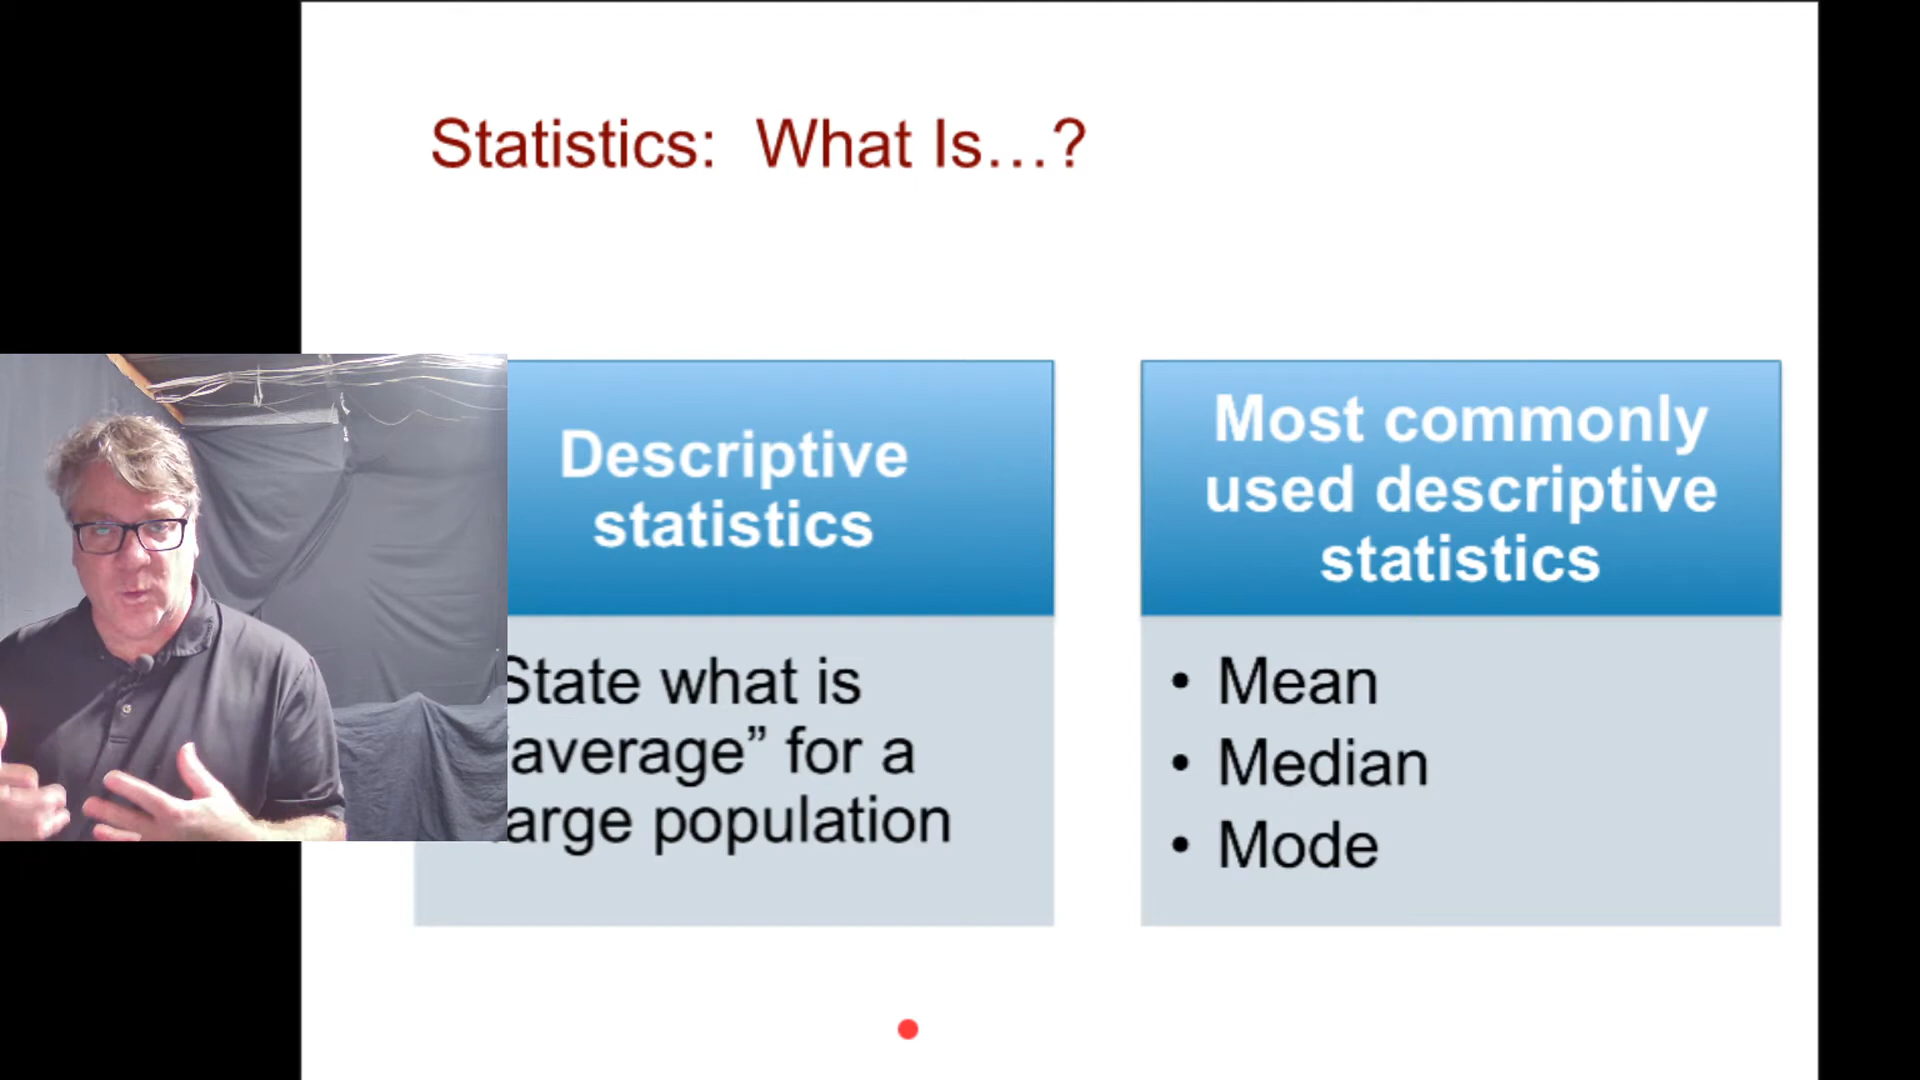 Statistics: What Is…?
Descriptive
statistics
State what is
average” for a
population
Most commonly
used descriptive
statistics
• Mean
• Median
• Mode